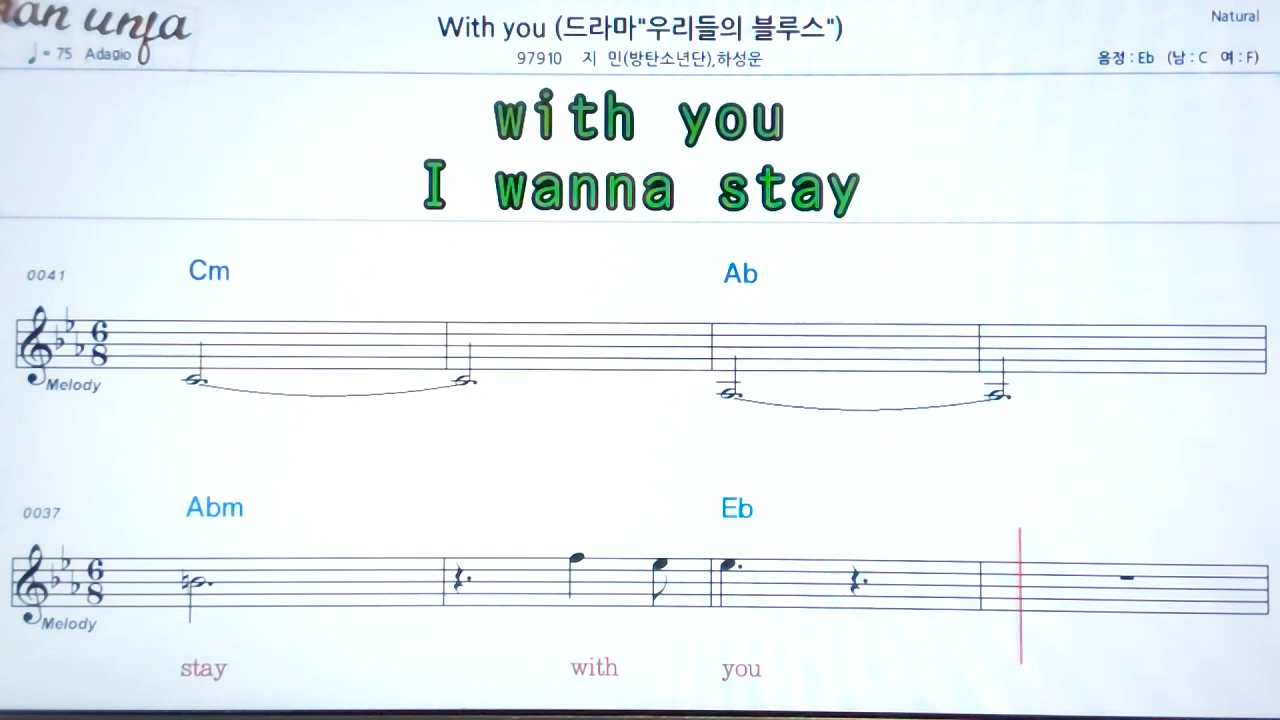 unfa
With you (드라마"우리들의 블루스")
Natural
♩ = 75 Adagio
97910 지 민(방탄소년단),하성운
음정 : Eb (남 : C 여 : F)
with you
I wanna stay
0041
Cm Ab
6
8
Melody
0037
Abm Eb
6
8
Melody
stay with you